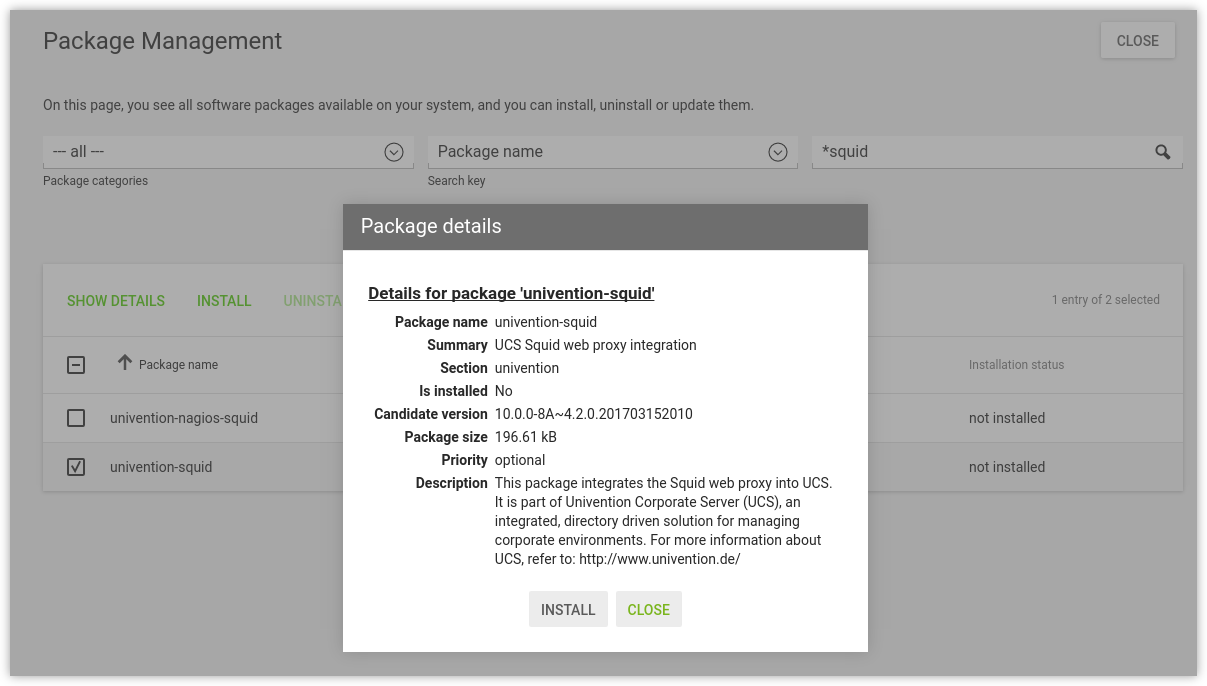 Package Management
CLOSE
On this page, you see all software packages available on your system, and you can install, uninstall or update them.
--- all ---
Package name
*squid
Package categories
Search key
Package details
SHOW DETAILS
INSTALL
UNINSTA
1 entry of 2 selected
Package name
Installation status
univention-nagios-squid
not installed
univention-squid
not installed
Details for package 'univention-squid'
Package name univention-squid
Summary UCS Squid web proxy integration
Section univention
Is installed No
Candidate version 10.0.0-8A~4.2.0.201703152010
Package size 196.61 kB
Priority optional
Description This package integrates the Squid web proxy into UCS.
It is part of Univention Corporate Server (UCS), an
integrated, directory driven solution for managing
corporate environments. For more information about
UCS, refer to: http://www.univention.de/
INSTALL
CLOSE